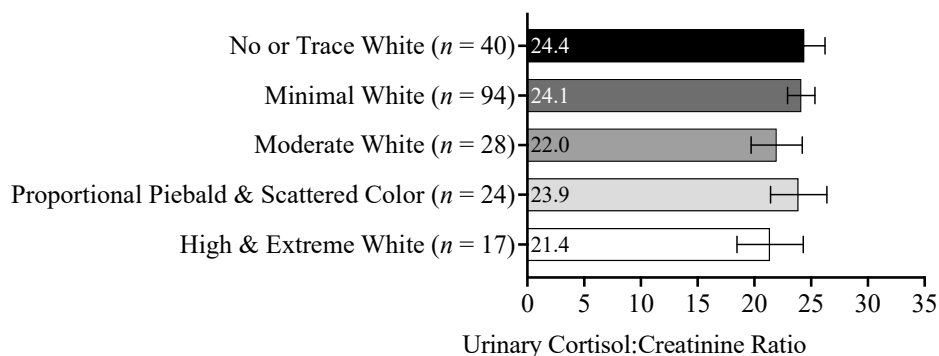 No or Trace White (n = 40) 24.4
Minimal White (n = 94) 24.1
Moderate White (n = 28) 22.0
Proportional Piebald & Scattered Color (n = 24) 23.9
High & Extreme White (n = 17) 21.4
0 5 10 15 20 25 30 35
Urinary Cortisol:Creatinine Ratio